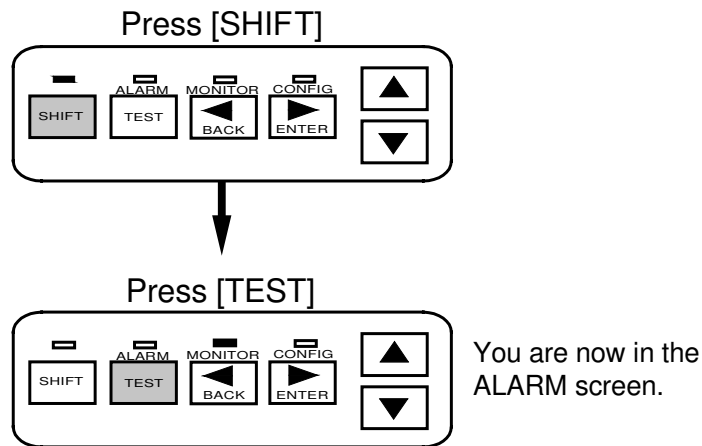 Press [SHIFT]
ALARM MONITOR CONFIG
SHIFT TEST BACK ENTER
Press [TEST]
ALARM MONITOR CONFIG
SHIFT TEST BACK ENTER
You are now in the
ALARM screen.